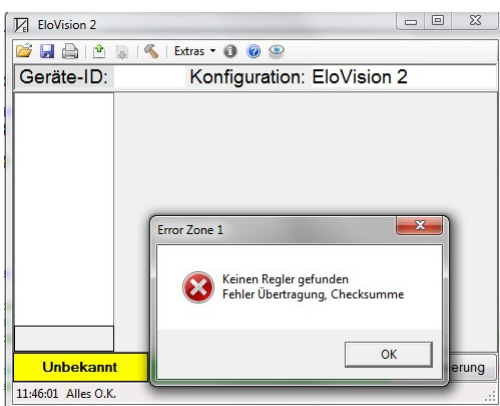 EloVision 2
Extras
Geräte-ID: Konfiguration: EloVision 2
Error Zone 1
Keinen Regler gefunden
Fehler Übertragung, Checksumme
OK
Unbekannt
erung
11:46:01 Alles O.K.